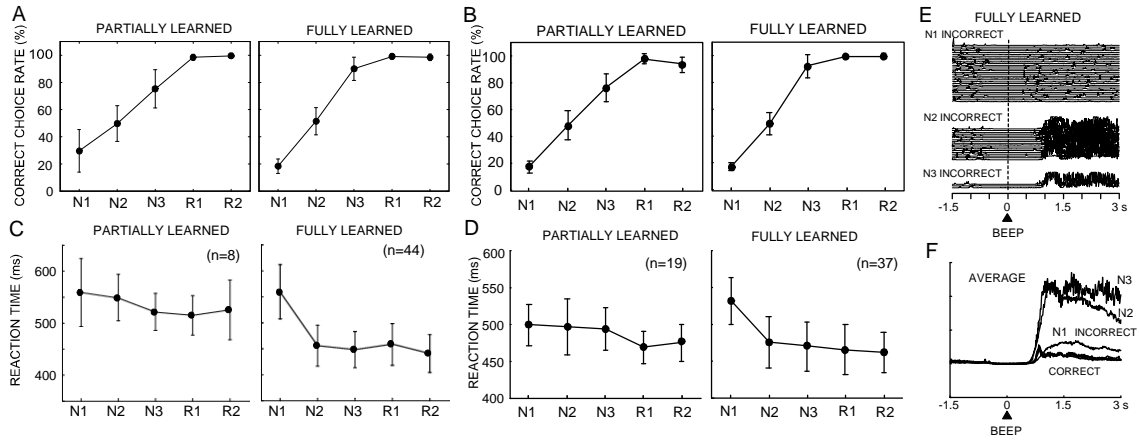 A
PARTIALLY LEARNED
FULLY LEARNED
CORRECT CHOICE RATE (%)
100
80
60
40
20
0
N1 N2 N3 R1 R2
N1 N2 N3 R1 R2
B
PARTIALLY LEARNED
FULLY LEARNED
CORRECT CHOICE RATE (%)
100
80
60
40
20
0
N1 N2 N3 R1 R2
N1 N2 N3 R1 R2
C
PARTIALLY LEARNED
FULLY LEARNED
(n=8)
(n=44)
REACTION TIME (ms)
600
500
400
N1 N2 N3 R1 R2
N1 N2 N3 R1 R2
D
PARTIALLY LEARNED
FULLY LEARNED
(n=19)
(n=37)
REACTION TIME (ms)
600
550
500
450
400
N1 N2 N3 R1 R2
N1 N2 N3 R1 R2
E
FULLY LEARNED
N1 INCORRECT
N2 INCORRECT
N3 INCORRECT
-1.5 0 1.5 3 s
BEEP
F
AVERAGE
N3
N2
N1 INCORRECT
CORRECT
-1.5 0 1.5 3 s
BEEP